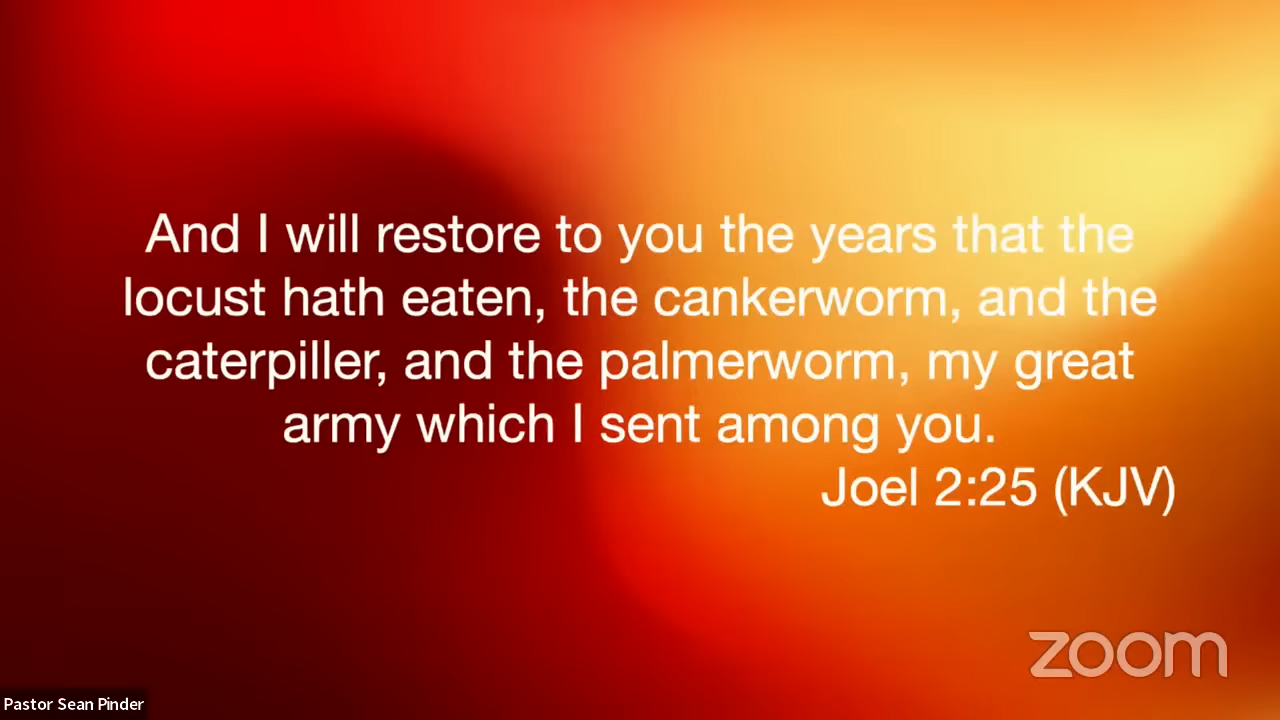 And I will restore to you the years that the
locust hath eaten, the cankerworm, and the
caterpiller, and the palmerworm, my great
army which I sent among you.
Joel 2:25 (KJV)
zoom
Pastor Sean Pinder